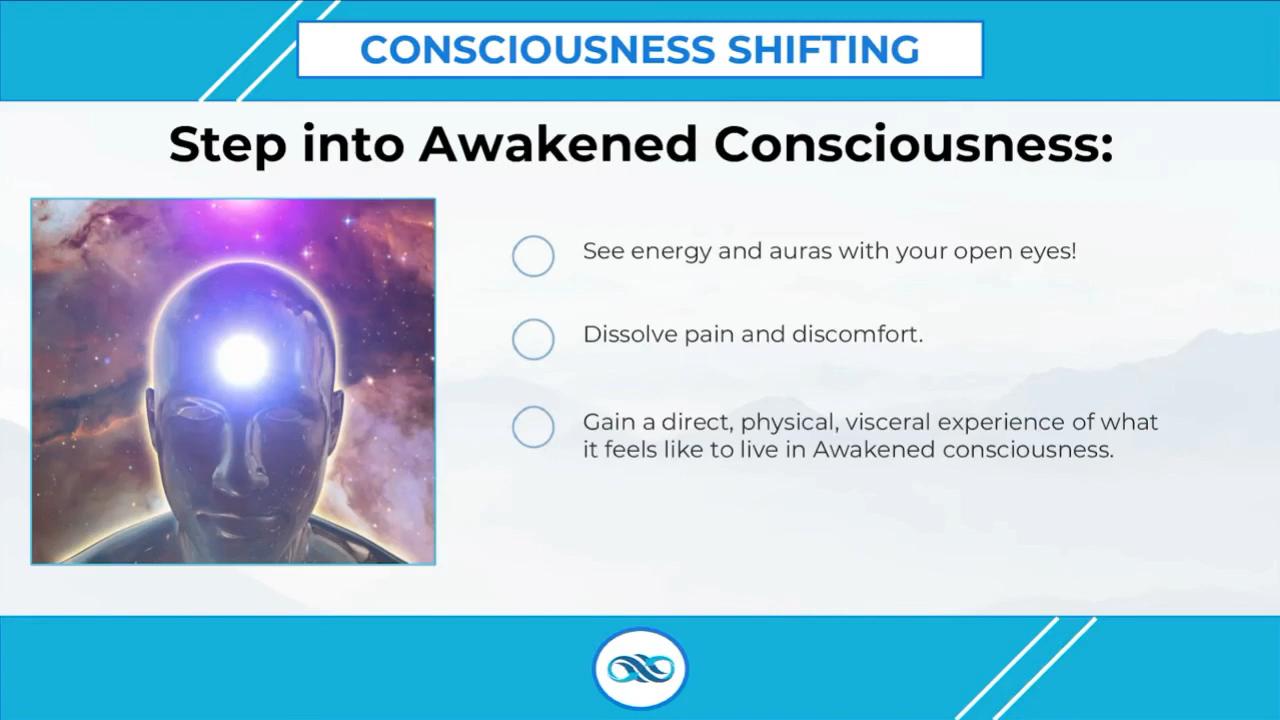 CONSCIOUSNESS SHIFTING
Step into Awakened Consciousness:
See energy and auras with your open eyes!
Dissolve pain and discomfort.
Gain a direct, physical, visceral experience of what
it feels like to live in Awakened consciousness.